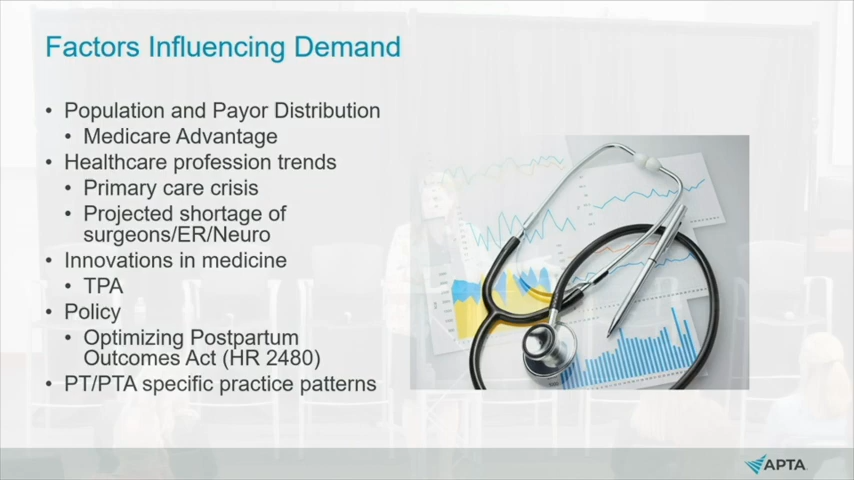 Factors Influencing Demand
• Population and Payor Distribution
• Medicare Advantage
• Healthcare profession trends
• Primary care crisis
• Projected shortage of
surgeons/ER/Neuro
• Innovations in medicine
• TPA
• Policy
• Optimizing Postpartum
Outcomes Act (HR 2480)
• PT/PTA specific practice patterns
APTA